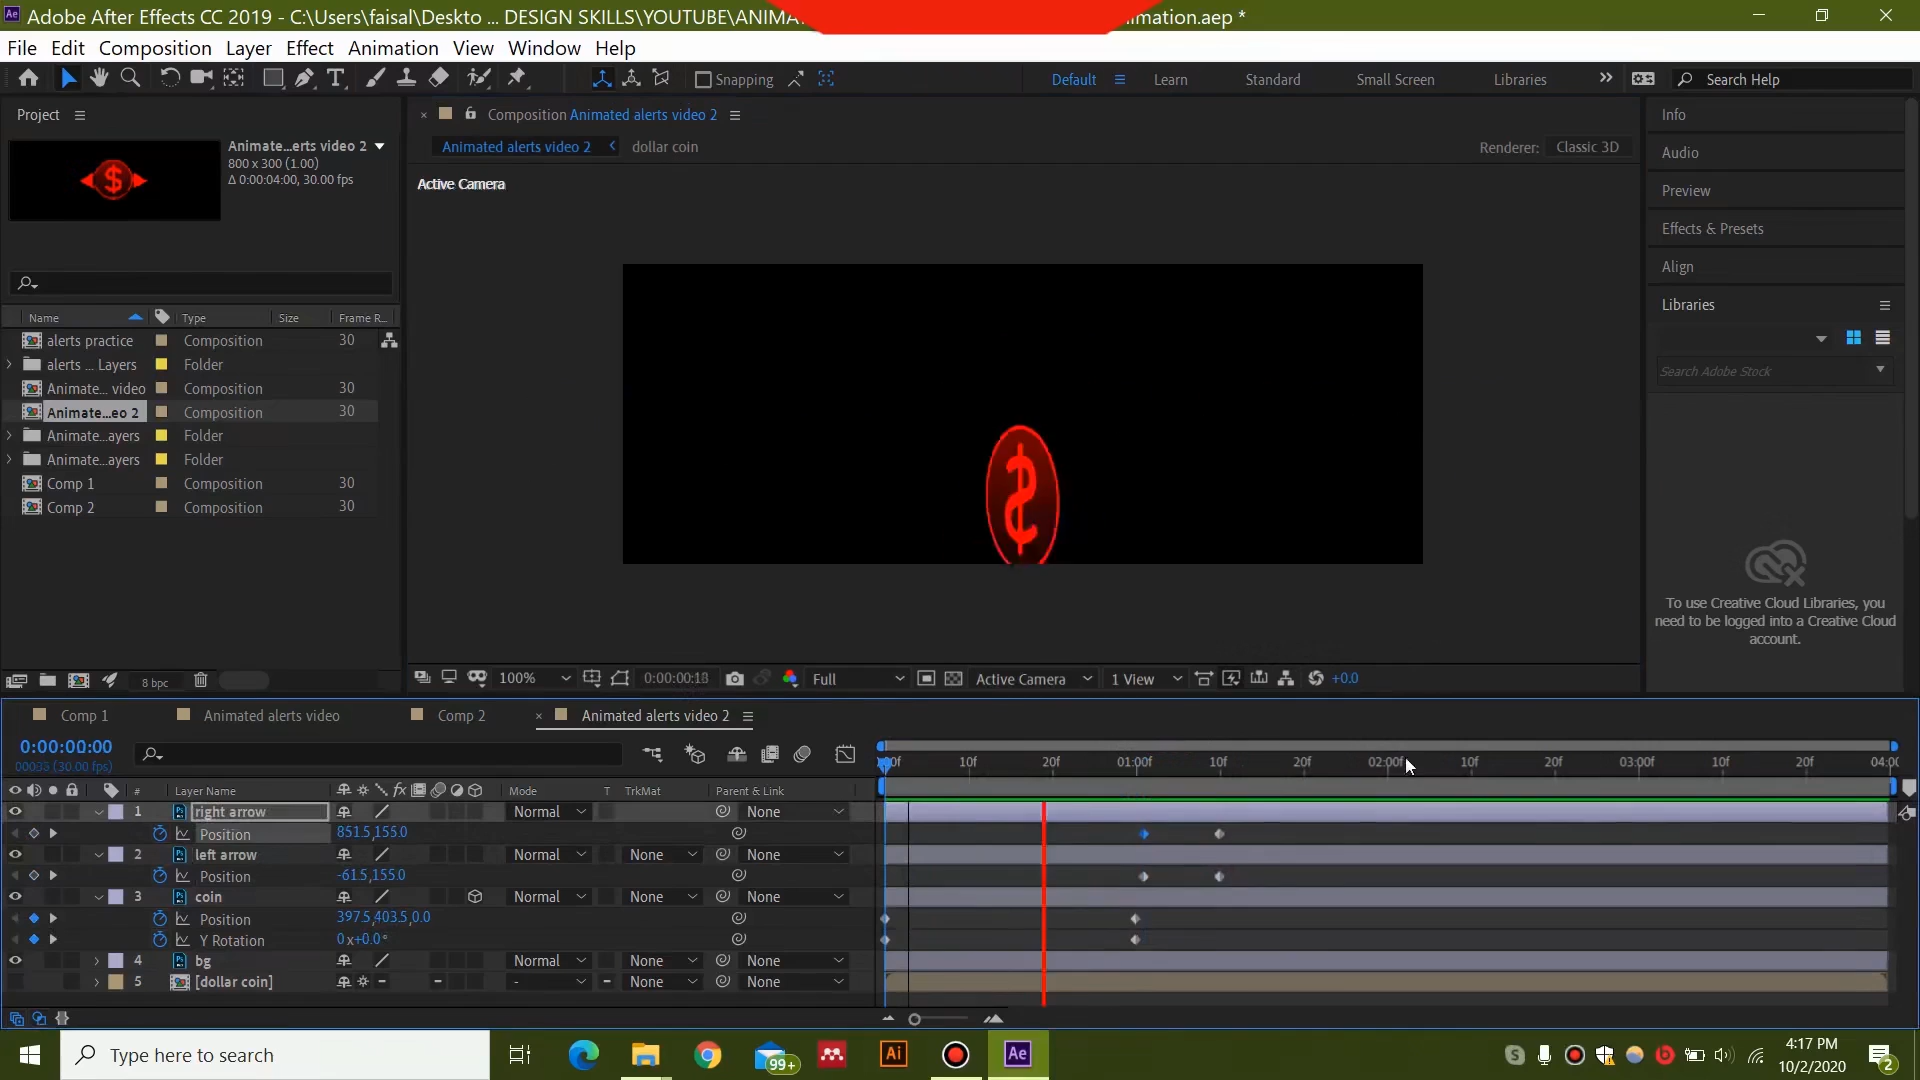 Ae Adobe After Effects CC 2019 - C:\Users\faisal\Deskto ... DESIGN SKILLS\YOUTUBE\ANIMA imation.aep *
File Edit Composition Layer Effect Animation View Window Help
Snapping Default Learn Standard Small Screen Libraries Search Help
Project
Animate...erts video 2
800 x 300 (1.00)
Δ 0:00:04:00, 30.00 fps
Composition Animated alerts video 2
Animated alerts video 2 dollar coin Renderer: Classic 3D
Active Camera
Name Type Size Frame R...
alerts practice Composition 30
alerts ... Layers Folder
Animate... video Composition 30
Animate...eo 2 Composition 30
Animate...ayers Folder
Animate...ayers Folder
Comp 1 Composition 30
Comp 2 Composition 30
8 bpc
100% Full Active Camera 1 View +0.0
Info
Audio
Preview
Effects & Presets
Align
Libraries
Search Adobe Stock
To use Creative Cloud Libraries, you
need to be logged into a Creative Cloud
account.
Comp 1 Animated alerts video Comp 2 Animated alerts video 2
0:00:00:00
(30.00 fps)
10f 20f 01:00f 10f 20f 02:00f 10f 20f 03:00f 10f 20f
# Layer Name fx Mode T TrkMat Parent & Link
1 right arrow Normal None
Position 851.5,155.0
2 left arrow Normal None None
Position -61.5,155.0
3 coin Normal None None
Position 397.5,403.5,0.0
Y Rotation 0x+0.0°
4 bg Normal None None
5 [dollar coin] - None None
Type here to search 99+ Ai Ae
4:17 PM
10/2/2020
2